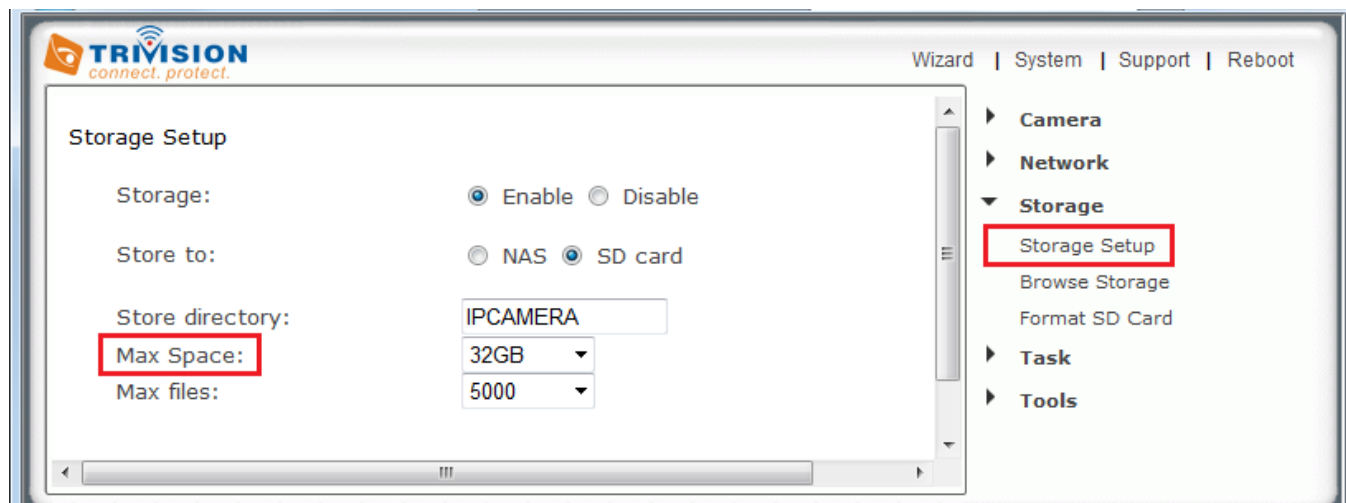 TRIVISION
connect. protect.
Wizard | System | Support | Reboot
Storage Setup
Storage: Enable Disable
Store to: NAS SD card
Store directory: IPCAMERA
Max Space: 32GB
Max files: 5000
Camera
Network
Storage
Storage Setup
Browse Storage
Format SD Card
Task
Tools